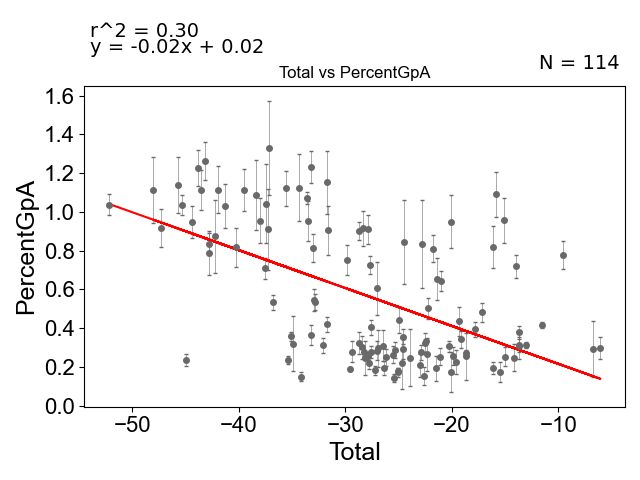 r^2 = 0.30
y = -0.02x + 0.02
N = 114
Total vs PercentGpA
PercentGpA
1.6
1.4
1.2
1.0
0.8
0.6
0.4
0.2
0.0
−50 −40 −30 −20 −10
Total